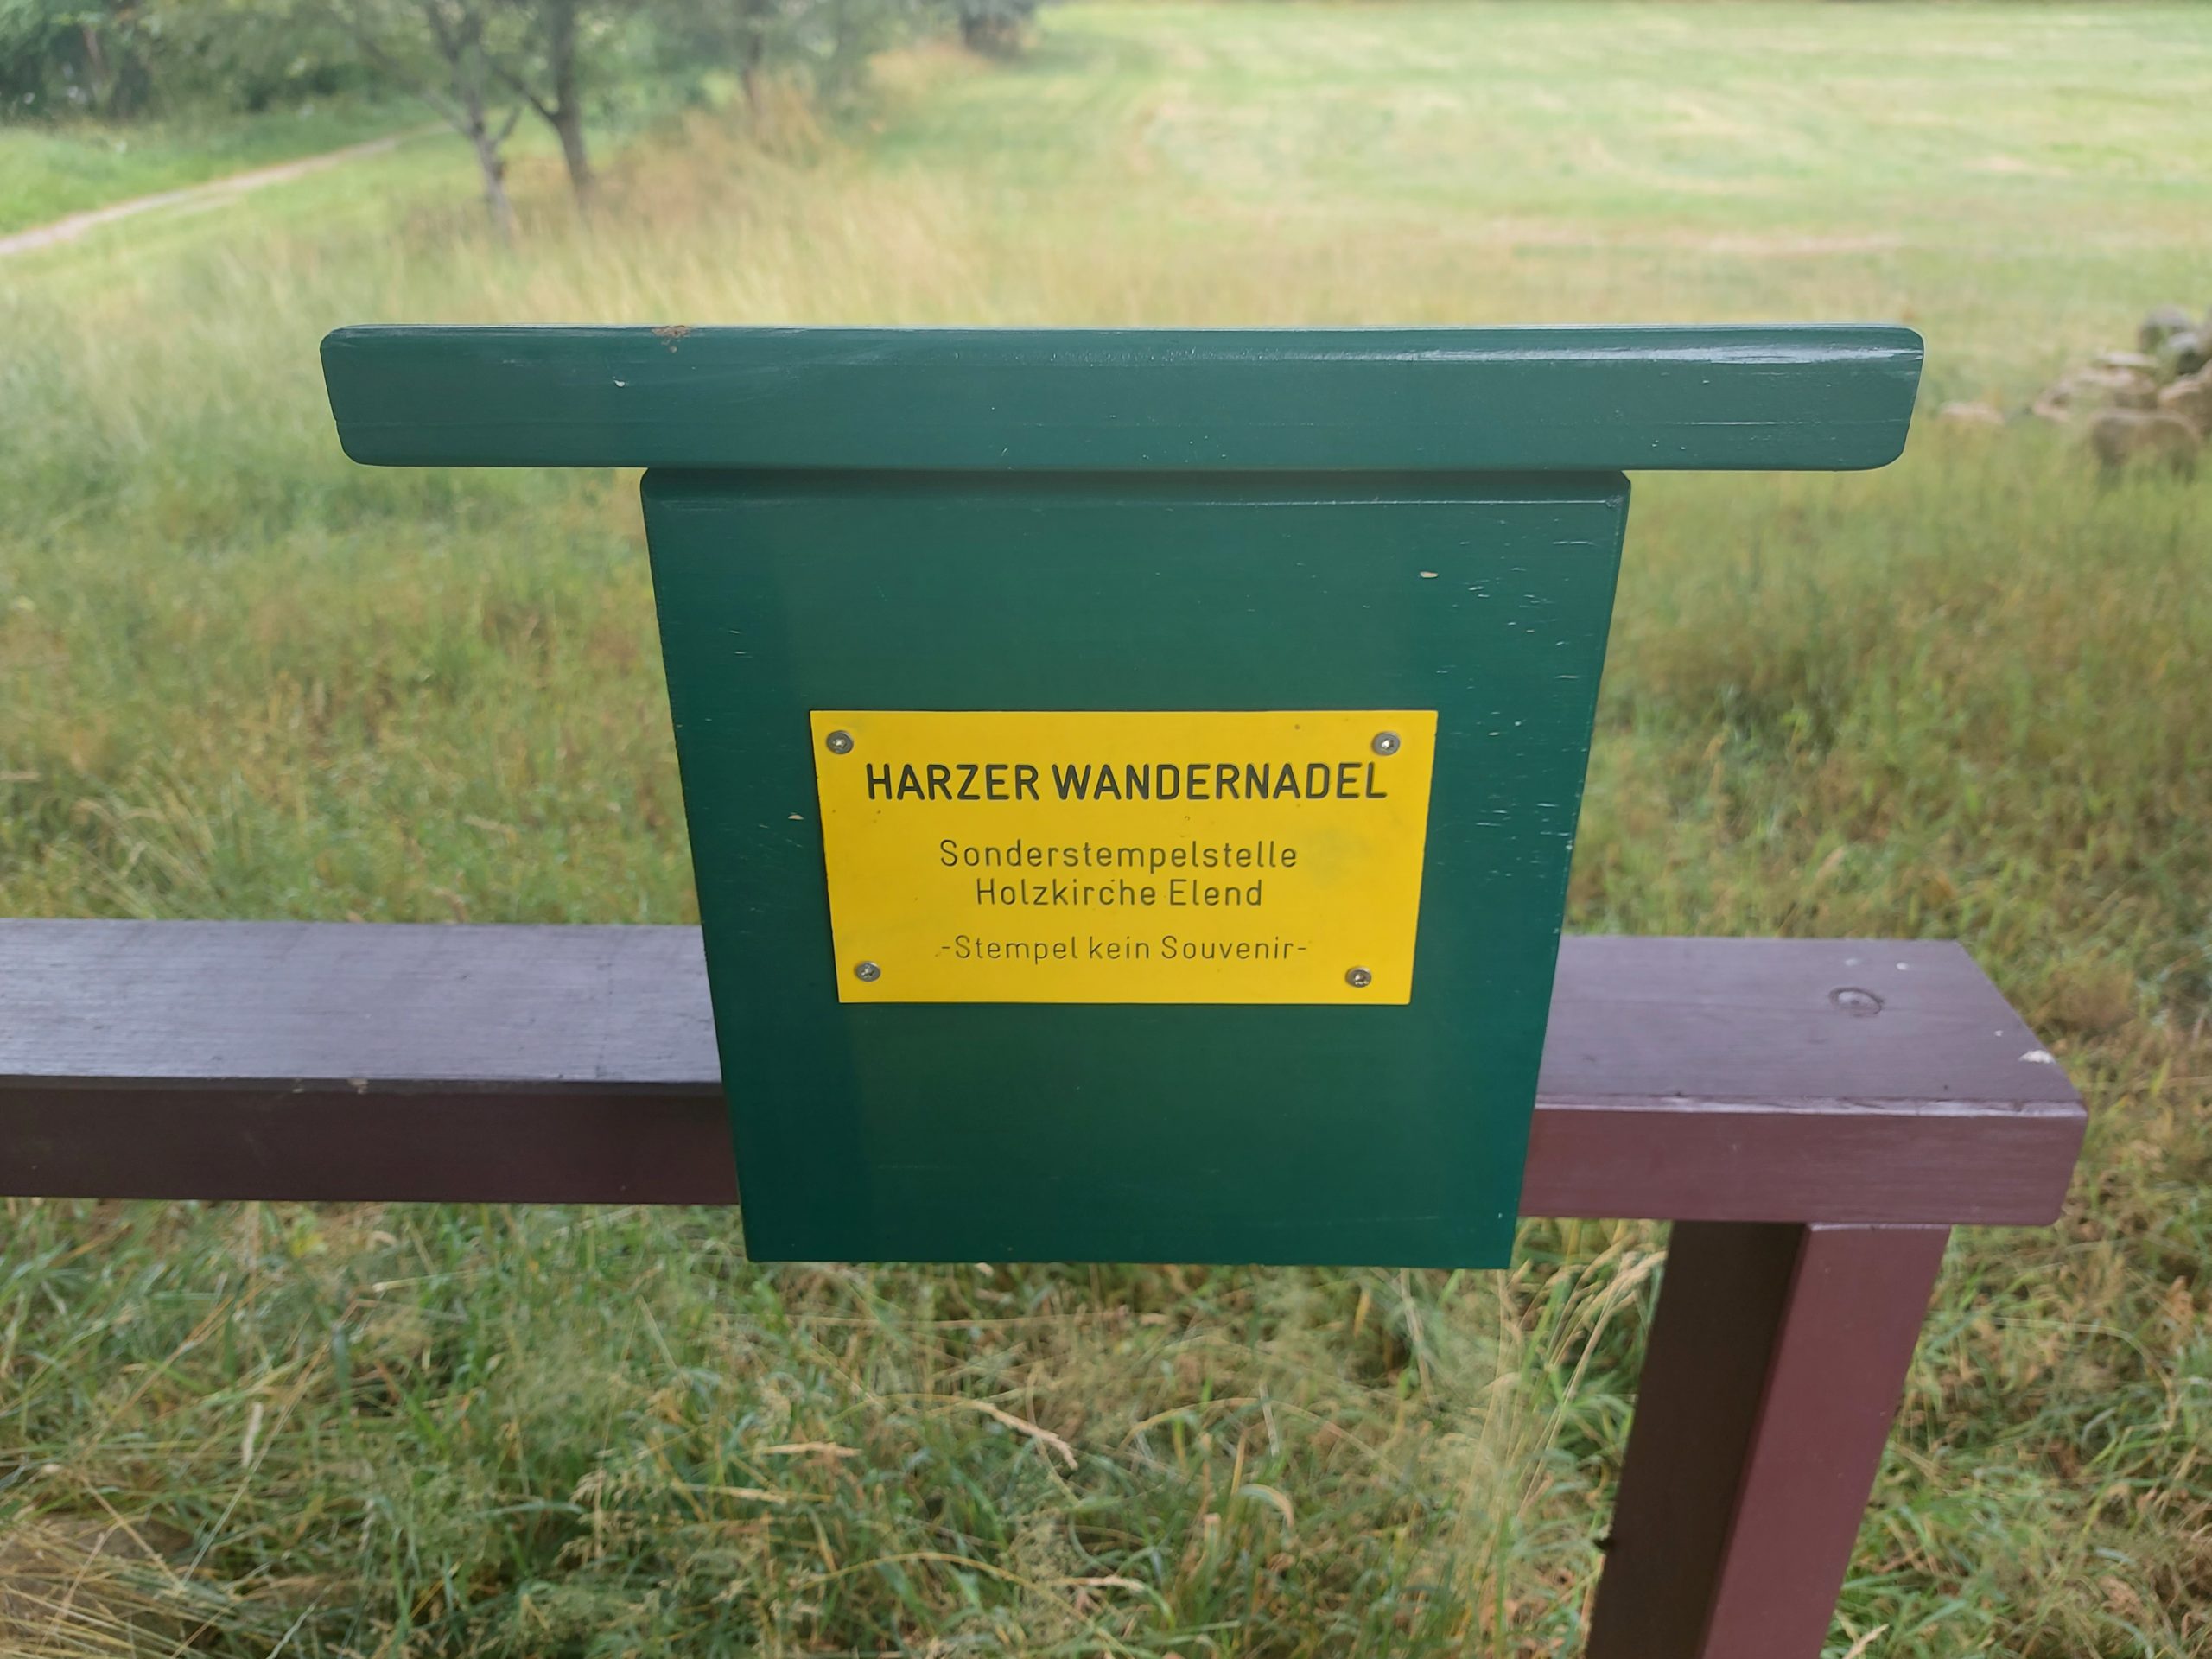 HARZER WANDERNADEL
Sonderstempelstelle
Holzkirche Elend
-Stempel kein Souvenir-